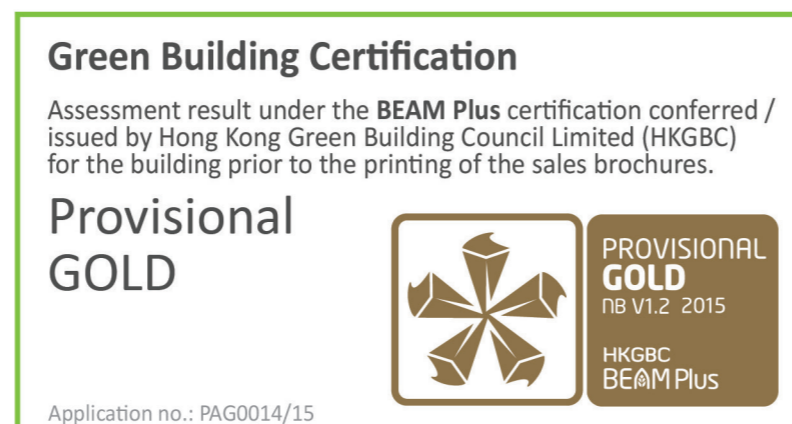 Green Building Certification
Assessment result under the BEAM Plus certification conferred /
issued by Hong Kong Green Building Council Limited (HKGBC)
for the building prior to the printing of the sales brochures.
Provisional
GOLD
PROVISIONAL
GOLD
NB V1.2 2015
HKGBC
BEAM Plus
Application no.: PAG0014/15